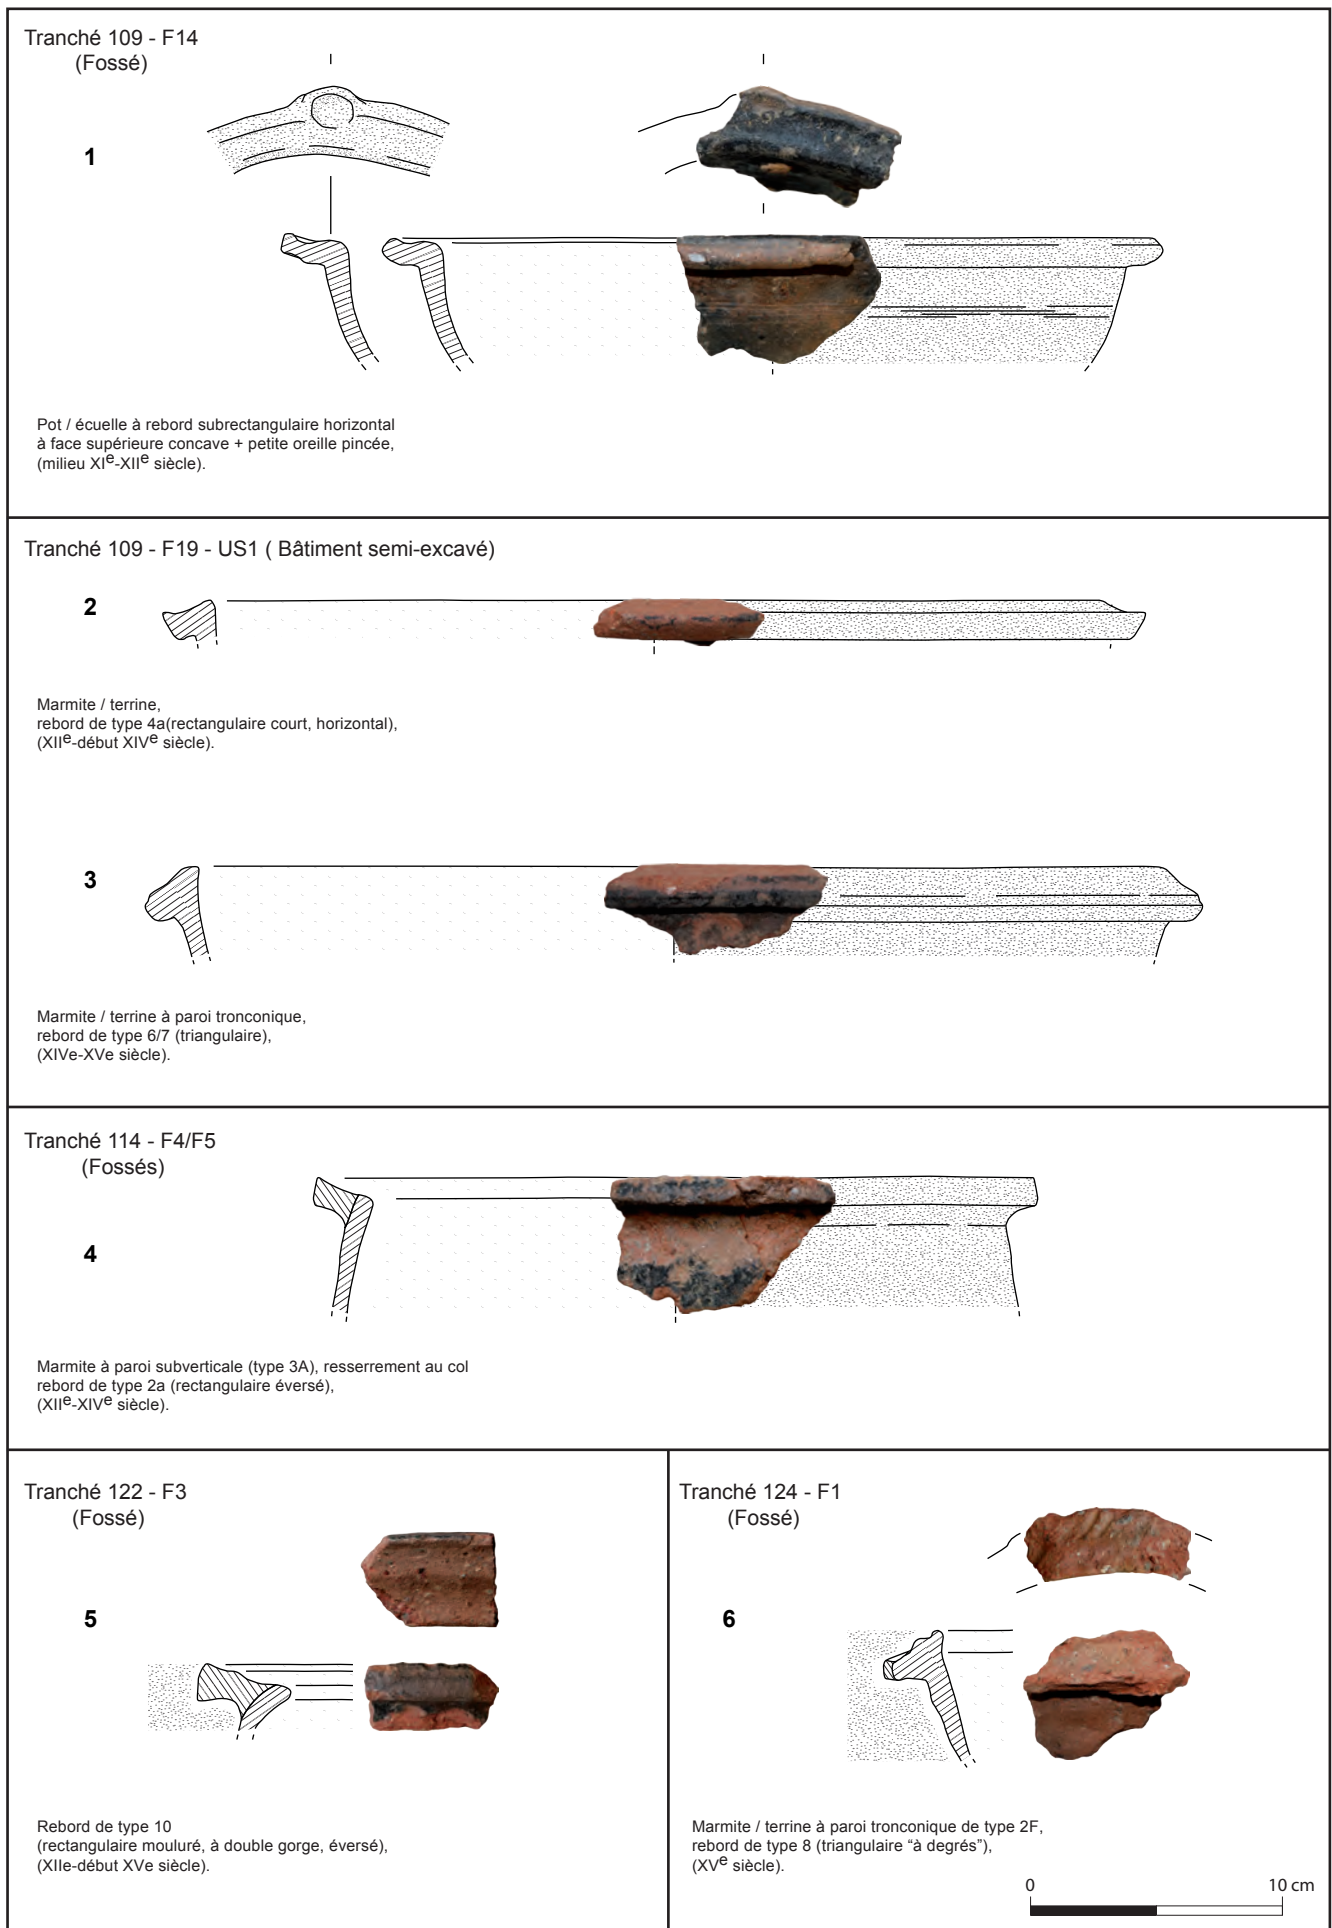 Tranché 109 - F14
(Fossé)
1
Pot / écuelle à rebord subrectangulaire horizontal
à face supérieure concave + petite oreille pincée,
(milieu XIe-XIIe siècle).
Tranché 109 - F19 - US1 ( Bâtiment semi-excavé)
2
Marmite / terrine,
rebord de type 4a(rectangulaire court, horizontal),
(XIIe-début XIVe siècle).
3
Marmite / terrine à paroi tronconique,
rebord de type 6/7 (triangulaire),
(XIVe-XVe siècle).
Tranché 114 - F4/F5
(Fossés)
4
Marmite à paroi subverticale (type 3A), resserrement au col
rebord de type 2a (rectangulaire éversé),
(XIIe-XIVe siècle).
Tranché 122 - F3
(Fossé)
5
Rebord de type 10
(rectangulaire mouluré, à double gorge, éversé),
(XIIe-début XVe siècle).
Tranché 124 - F1
(Fossé)
6
Marmite / terrine à paroi tronconique de type 2F,
rebord de type 8 (triangulaire “à degrés”),
(XVe siècle).
0 10 cm